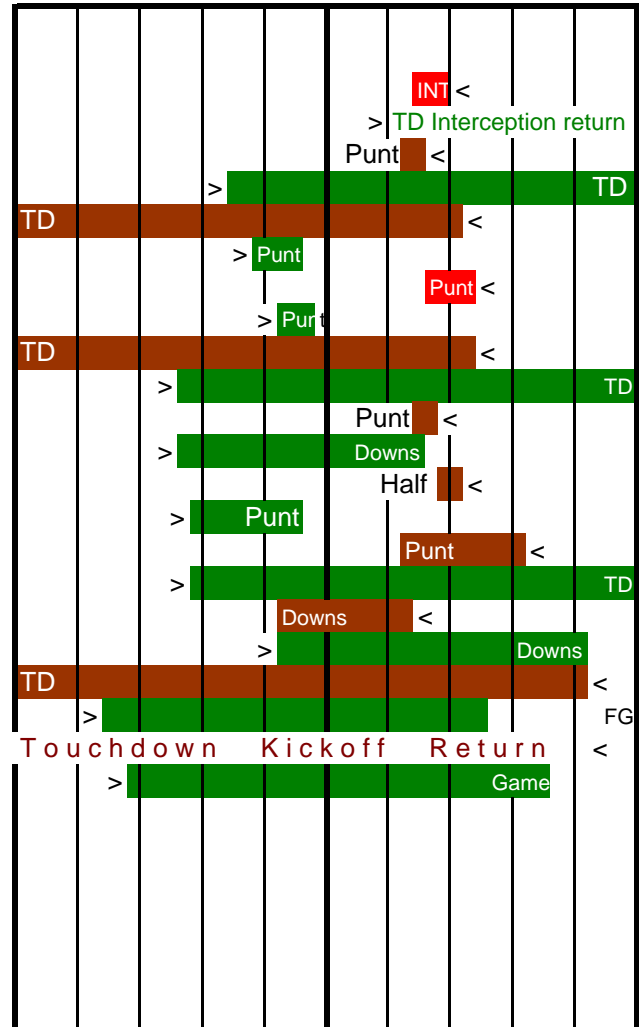 INT <
> TD Interception return
Punt <
> TD
TD <
> Punt
Punt <
> Punt
TD <
> TD
Punt <
> Downs
Half <
> Punt
Punt <
> TD
Downs <
> Downs
TD <
> FG
Touchdown Kickoff Return <
> Game